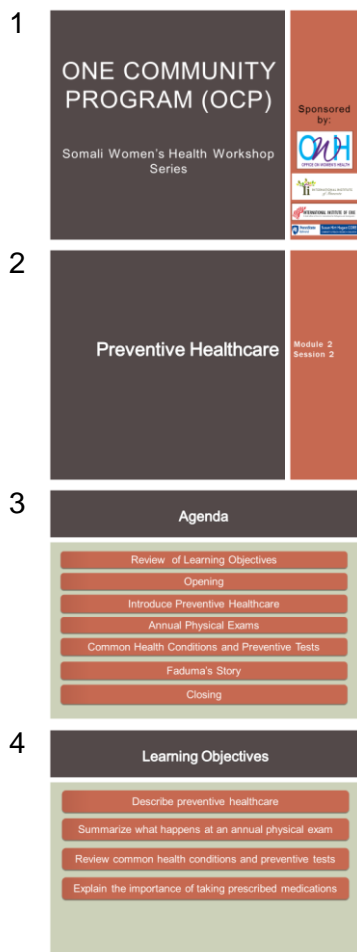 1
ONE COMMUNITY
PROGRAM (OCP)
Somali Women's Health Workshop
Series
Sponsored
by:
OWH
OFFICE ON WOMEN'S HEALTH
INTERNATIONAL INSTITUTE
2
Preventive Healthcare
Module 2
Session 2
3
Agenda
Review of Learning Objectives
Opening
Introduce Preventive Healthcare
Annual Physical Exams
Common Health Conditions and Preventive Tests
Faduma's Story
Closing
4
Learning Objectives
Describe preventive healthcare
Summarize what happens at an annual physical exam
Review common health conditions and preventive tests
Explain the importance of taking prescribed medications